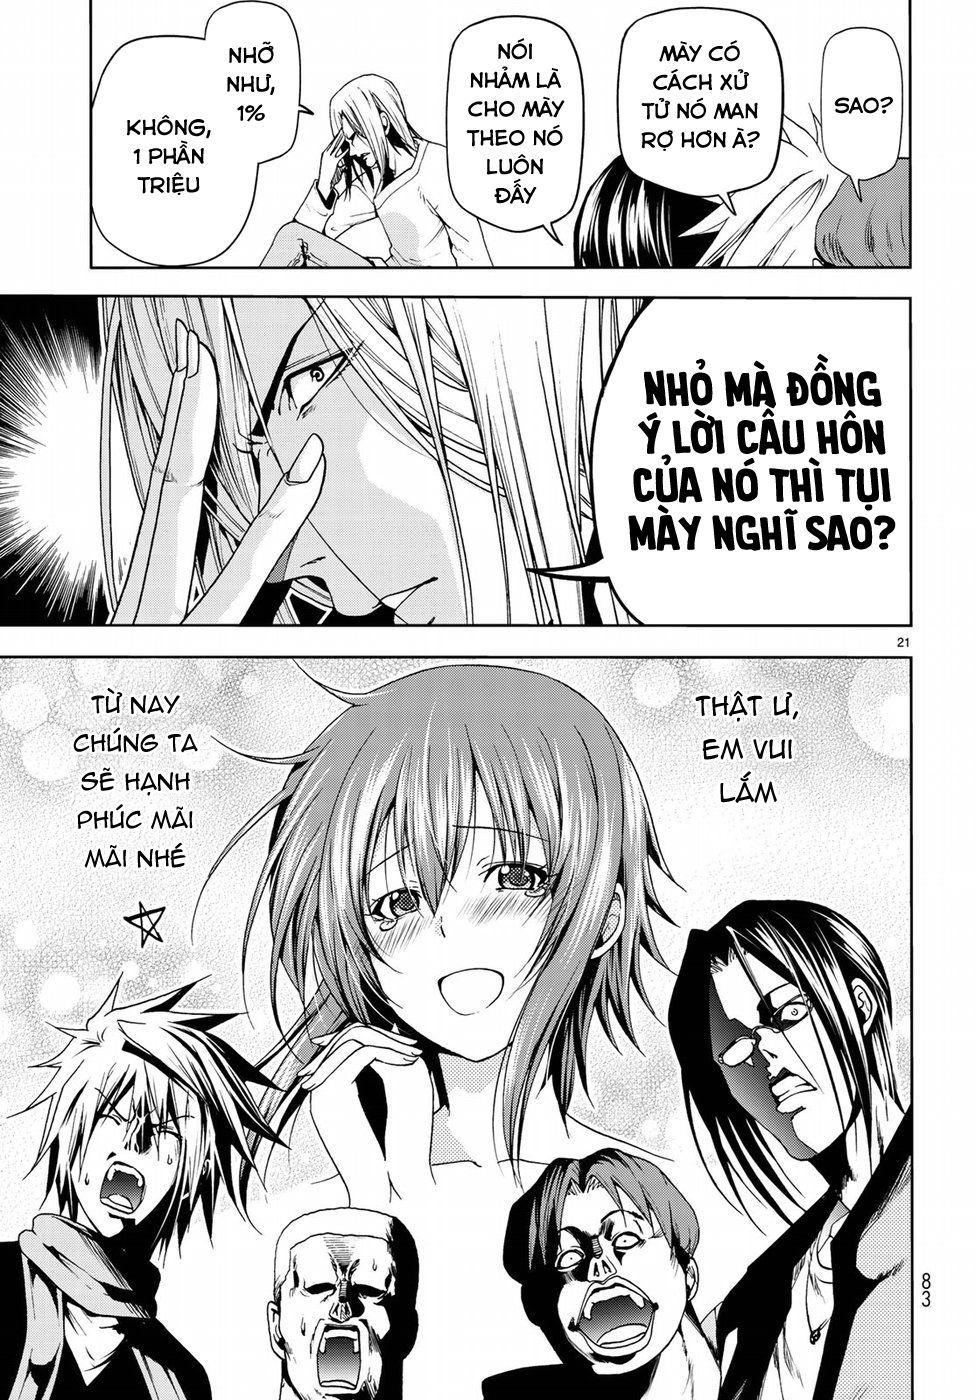 SAO?
MÀY CÓ
CÁCH XỬ
TỬ NÓ MAN
RỢ HƠN À?
NÓI
NHẢM LÀ
CHO MÀY
THEO NÓ
LUÔN
ĐẤY
NHỠ
NHƯ,
1%
KHÔNG,
1 PHẦN
TRIỆU
NHỎ MÀ ĐỒNG
Ý LỜI CẦU HÔN
CỦA NÓ THÌ TỤI
MÀY NGHĨ SAO?
21
THẬT Ư,
EM VUI
LẮM
TỪ NAY
CHÚNG TA
SẼ HẠNH
PHÚC MÃI
MÃI NHÉ
83